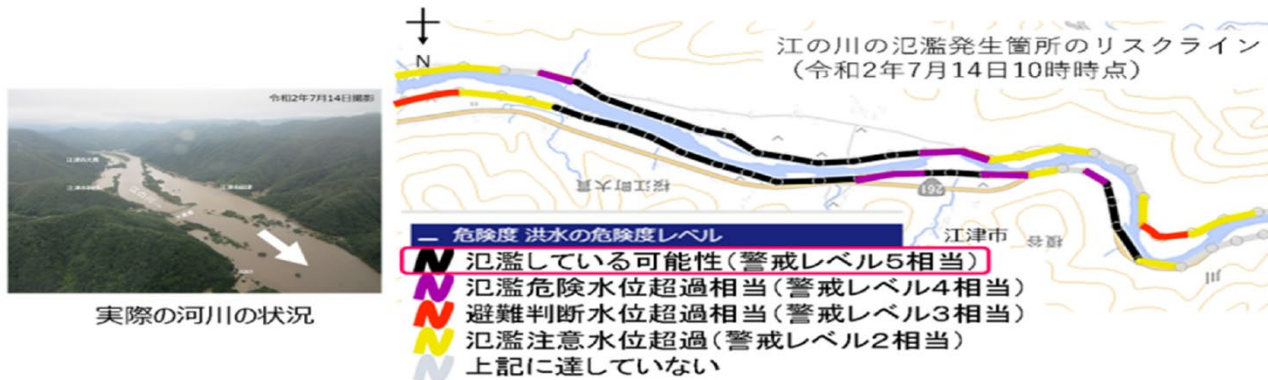 令和2年7月14日撮影
実際の河川の状況
N
江の川の氾濫発生箇所のリスクライン
(令和2年7月14日10時時点)
桜江町大貫
261
江津市
危険度 洪水の危険度レベル
氾濫している可能性(警戒レベル5相当)
氾濫危険水位超過相当(警戒レベル4相当)
避難判断水位超過相当(警戒レベル3相当)
氾濫注意水位超過(警戒レベル2相当)
上記に達していない